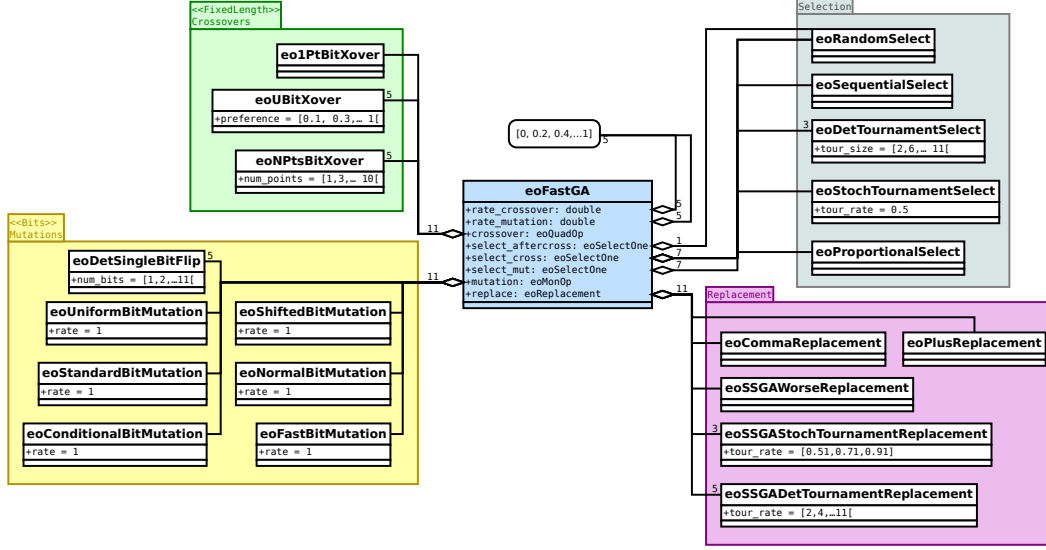 <<FixedLength>>
Crossovers
eo1PtBitXover
5
eoUBitXover
+preference = [0.1, 0.3,… 1[
5
eoNPtsBitXover
+num_points = [1,3,… 10[
11
<<Bits>>
Mutations
eoDetSingleBitFlip
5
+num_bits = [1,2,…11[
eoUniformBitMutation
+rate = 1
eoShiftedBitMutation
+rate = 1
eoStandardBitMutation
+rate = 1
eoNormalBitMutation
+rate = 1
eoConditionalBitMutation
+rate = 1
eoFastBitMutation
+rate = 1
11
[0, 0.2, 0.4,…1]
5
eoFastGA
+rate_crossover: double
+rate_mutation: double
+crossover: eoQuadOp
+select_aftercross: eoSelectOne
+select_cross: eoSelectOne
+select_mut: eoSelectOne
+mutation: eoMonOp
+replace: eoReplacement
5
5
1
7
7
11
Selection
eoRandomSelect
eoSequentialSelect
3
eoDetTournamentSelect
+tour_size = [2,6,… 11[
eoStochTournamentSelect
+tour_rate = 0.5
eoProportionalSelect
Replacement
eoCommaReplacement
eoPlusReplacement
eoSSGAWorseReplacement
3
eoSSGAStochTournamentReplacement
+tour_rate = [0.51,0.71,0.91]
5
eoSSGADetTournamentReplacement
+tour_rate = [2,4,…11[